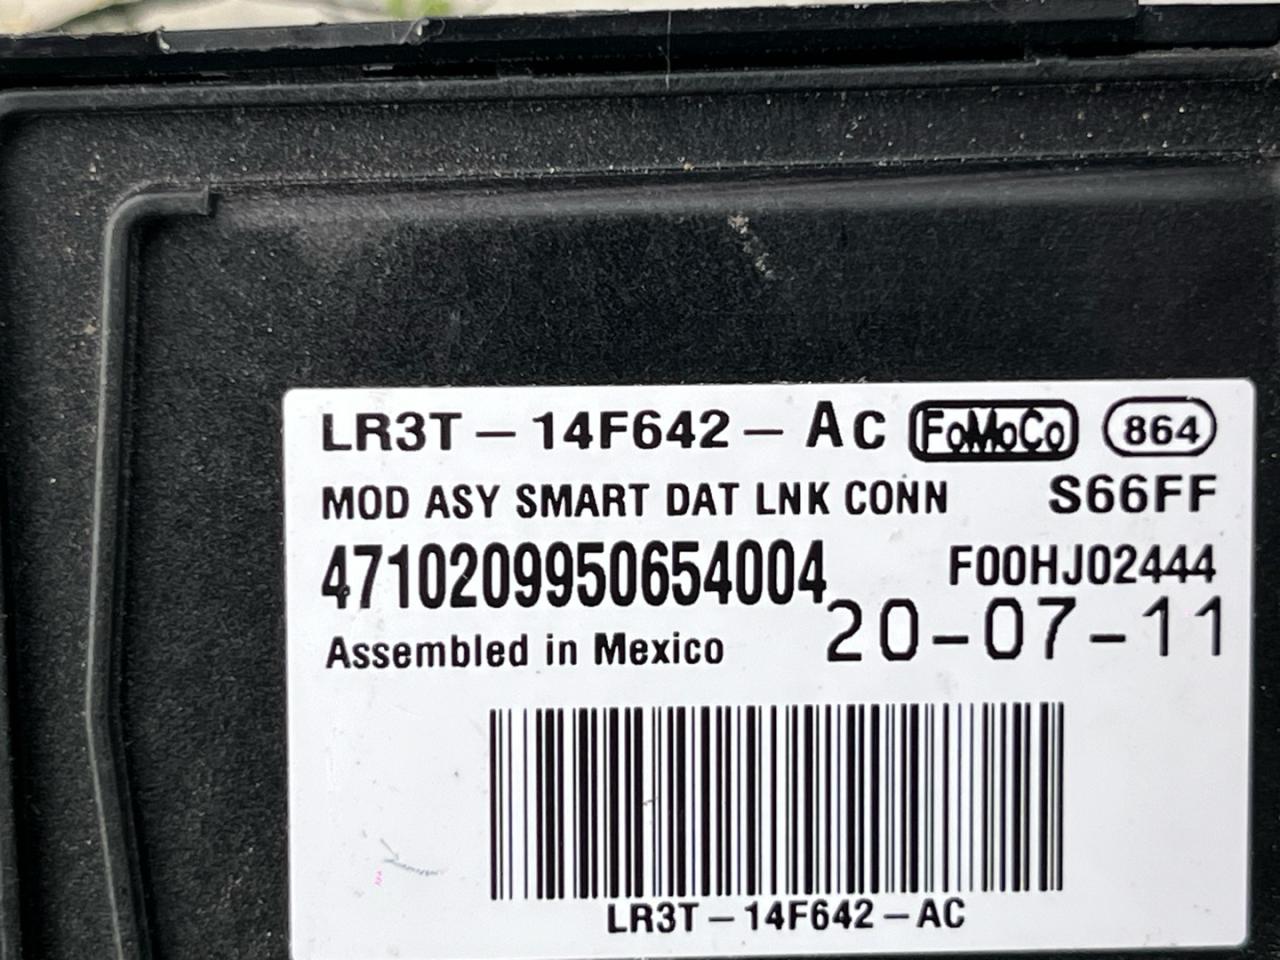 LR3T – 14F642 – AC FoMoCo 864
MOD ASY SMART DAT LNK CONN S66FF
4710209950654004 F00HJ02444
Assembled in Mexico 20-07-11
LR3T – 14F642 – AC